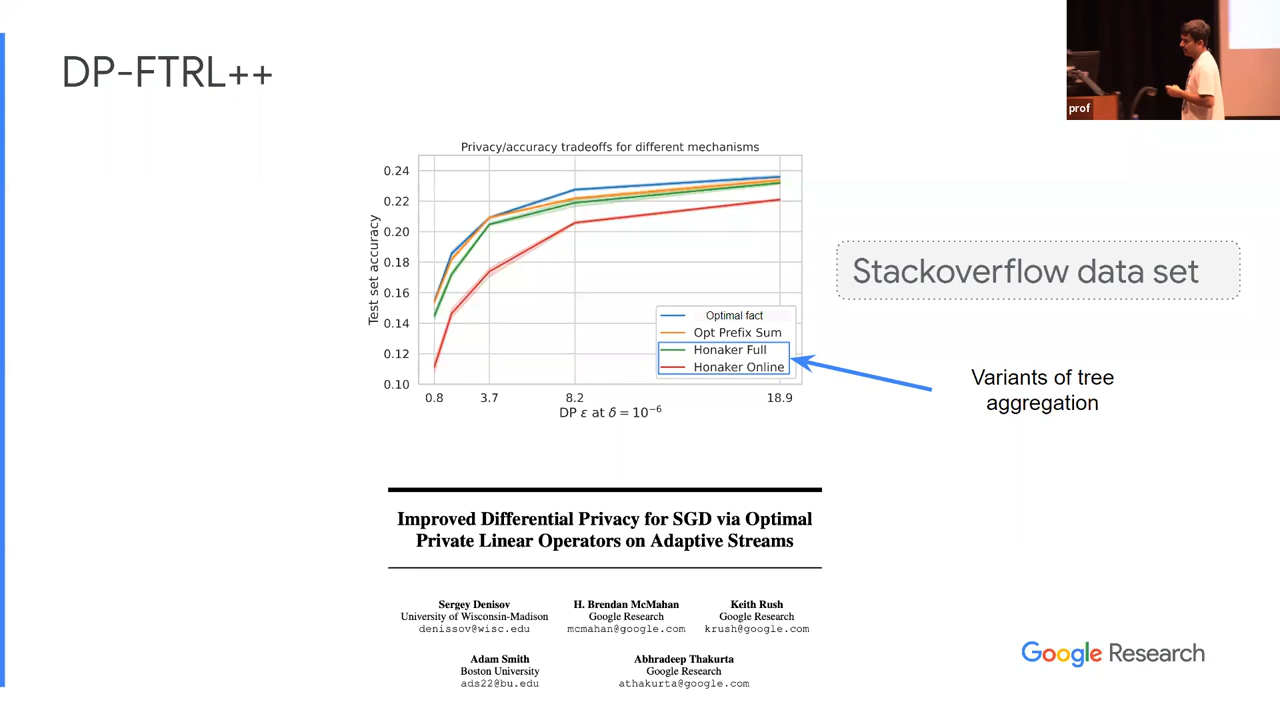 DP-FTRL++
prof
Privacy/accuracy tradeoffs for different mechanisms
Test set accuracy
0.24
0.22
0.20
0.18
0.16
0.14
0.12
0.10
Optimal fact
Opt Prefix Sum
Honaker Full
Honaker Online
0.8 3.7 8.2 18.9
DP ε at δ = 10⁻⁶
Stackoverflow data set
Variants of tree
aggregation
Improved Differential Privacy for SGD via Optimal
Private Linear Operators on Adaptive Streams
Sergey Denisov
University of Wisconsin-Madison
denissov@wisc.edu
H. Brendan McMahan
Google Research
mcmahan@google.com
Keith Rush
Google Research
krush@google.com
Adam Smith
Boston University
ads22@bu.edu
Abhradeep Thakurta
Google Research
athakurta@google.com
Google Research